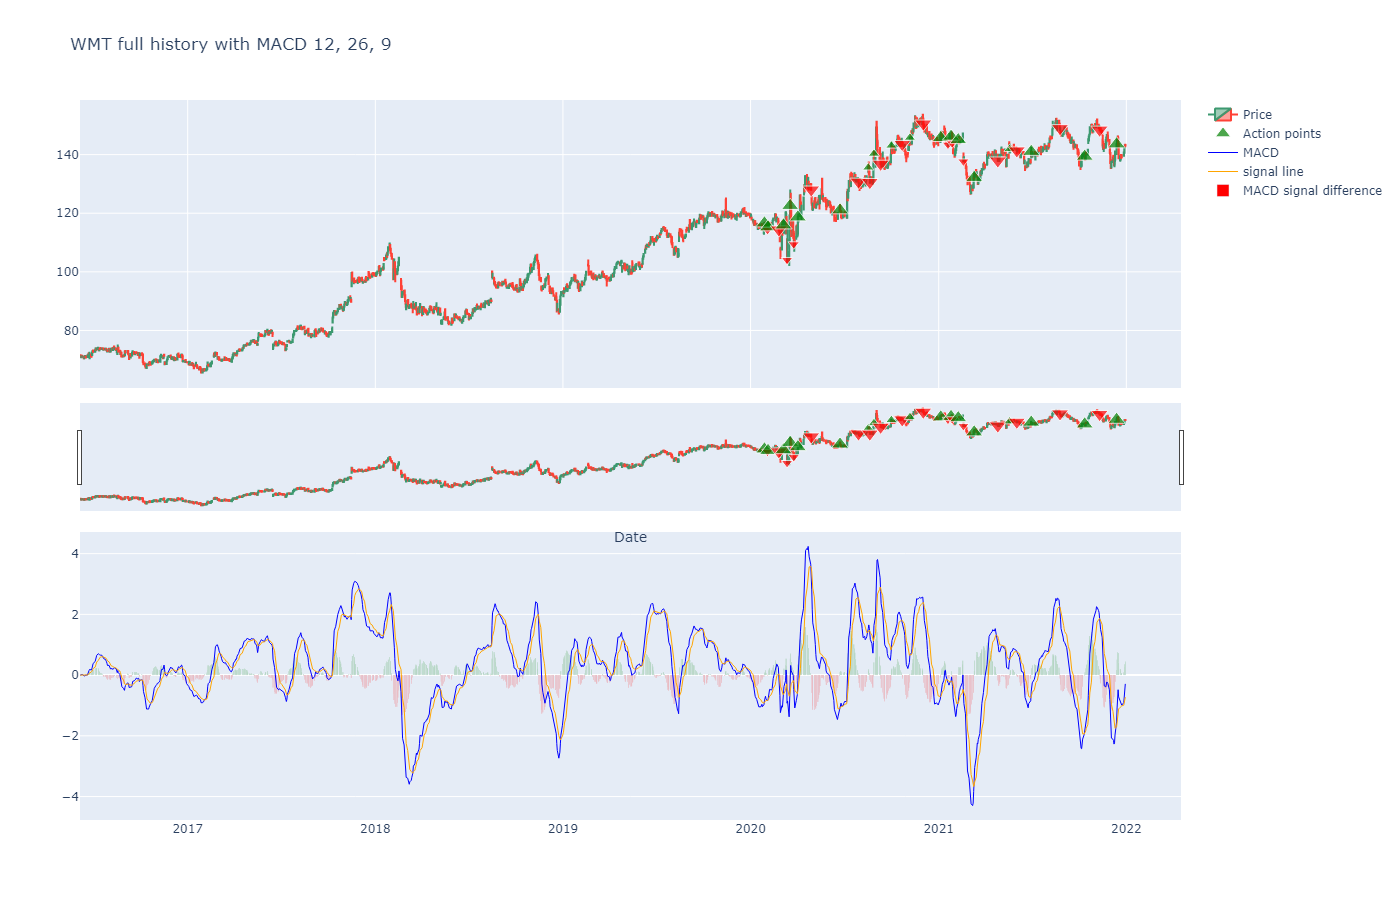 WMT full history with MACD 12, 26, 9
Price
Action points
MACD
signal line
MACD signal difference
140
120
100
80
Date
4
2
0
−2
−4
2017 2018 2019 2020 2021 2022